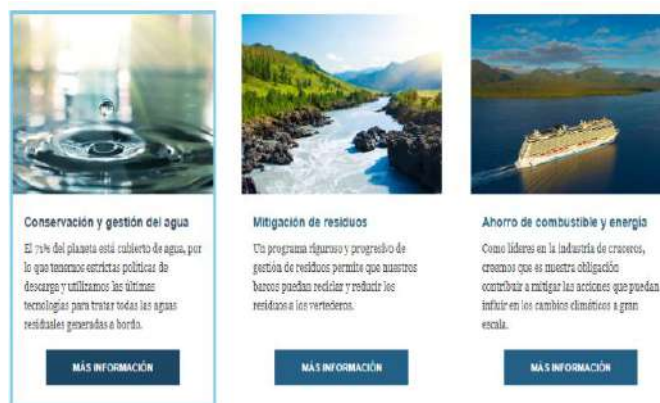 Conservación y gestión del agua
El 71% del planeta está cubierto de agua, por
lo que tenemos estrictas políticas de
descarga y utilizamos las últimas
tecnologías para tratar todas las aguas
residuales generadas a bordo.
MÁS INFORMACIÓN
Mitigación de residuos
Un programa riguroso y progresivo de
gestión de residuos permite que nuestros
barcos puedan reciclar y reducir los
residuos a los vertederos.
MÁS INFORMACIÓN
Ahorro de combustible y energía
Como líderes en la industria de cruceros,
creemos que es nuestra obligación
contribuir a mitigar las acciones que puedan
influir en los cambios climáticos a gran
escala.
MÁS INFORMACIÓN